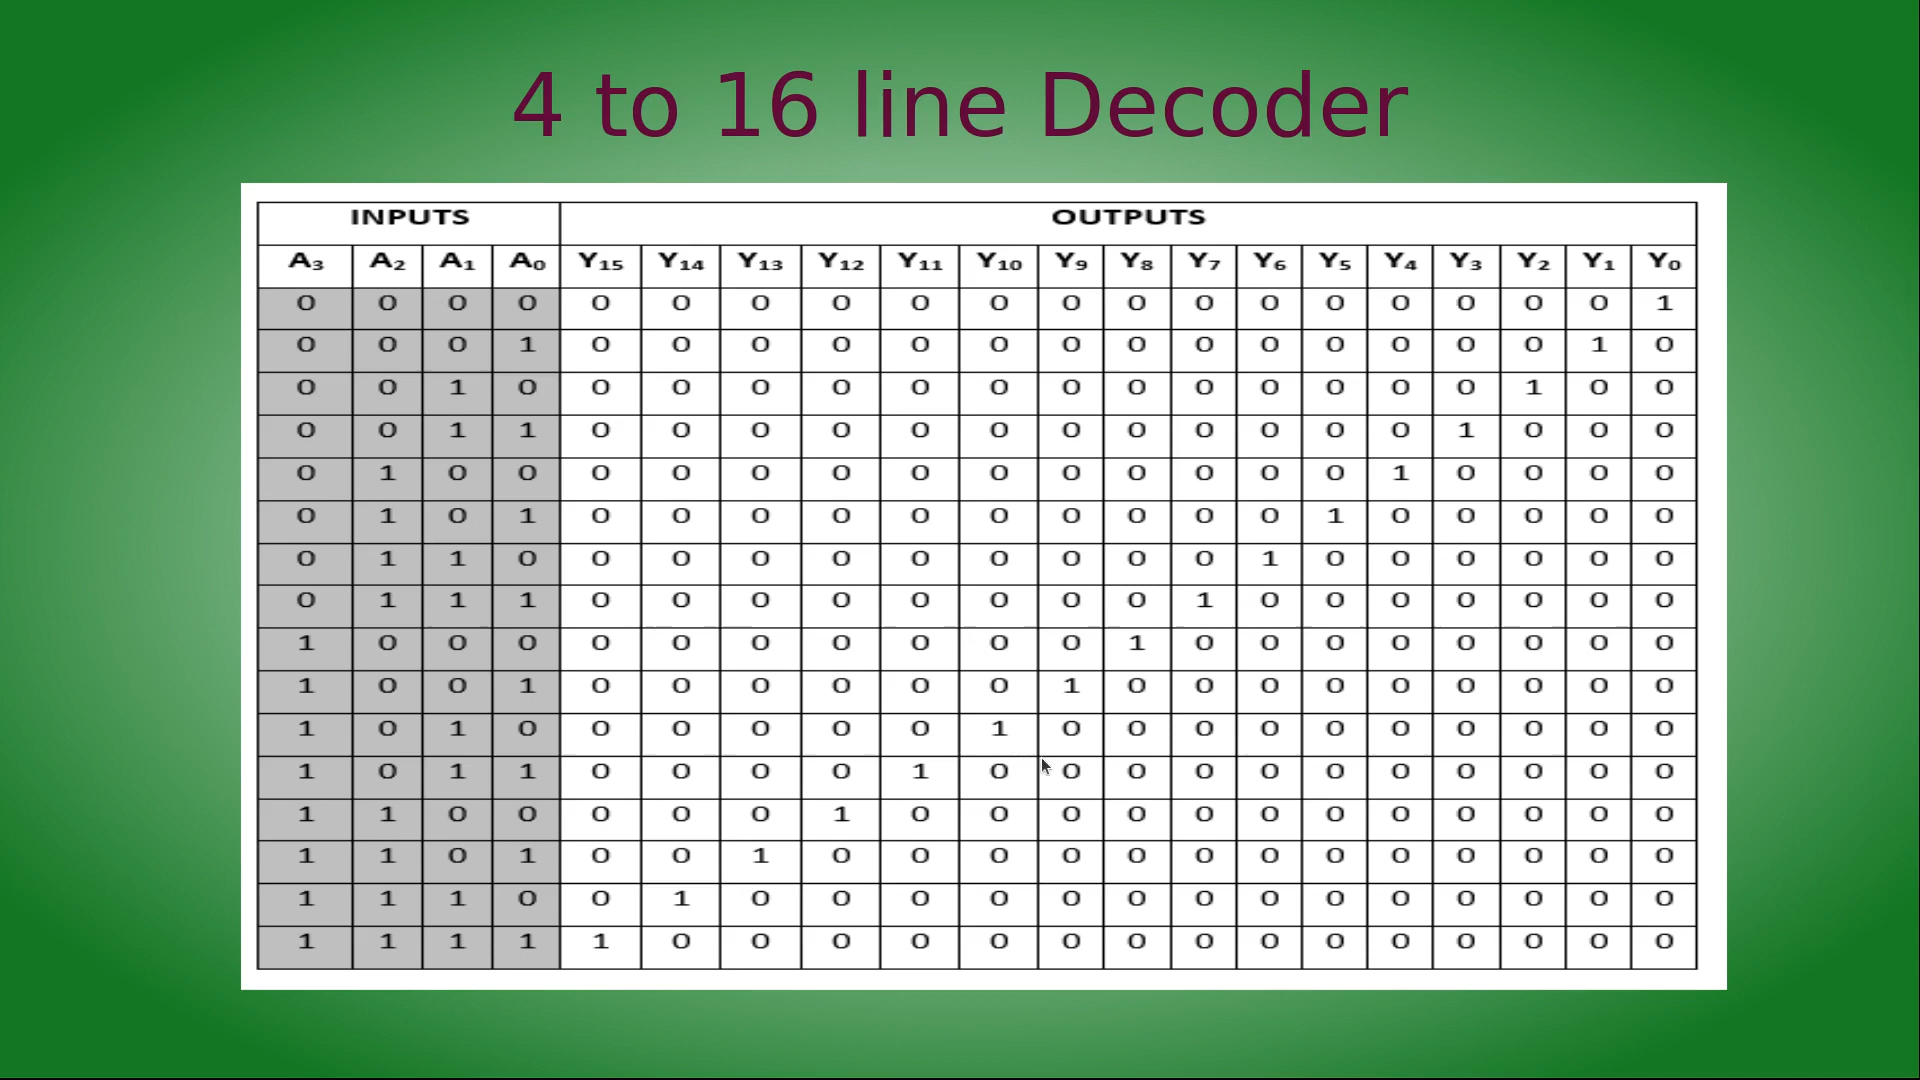 4 to 16 line Decoder
INPUTS OUTPUTS
A₃ A₂ A₁ A₀ Y₁₅ Y₁₄ Y₁₃ Y₁₂ Y₁₁ Y₁₀ Y₉ Y₈ Y₇ Y₆ Y₅ Y₄ Y₃ Y₂ Y₁ Y₀
0 0 0 0 0 0 0 0 0 0 0 0 0 0 0 0 0 0 0 1
0 0 0 1 0 0 0 0 0 0 0 0 0 0 0 0 0 0 1 0
0 0 1 0 0 0 0 0 0 0 0 0 0 0 0 0 0 1 0 0
0 0 1 1 0 0 0 0 0 0 0 0 0 0 0 0 1 0 0 0
0 1 0 0 0 0 0 0 0 0 0 0 0 0 0 1 0 0 0 0
0 1 0 1 0 0 0 0 0 0 0 0 0 0 1 0 0 0 0 0
0 1 1 0 0 0 0 0 0 0 0 0 0 1 0 0 0 0 0 0
0 1 1 1 0 0 0 0 0 0 0 0 1 0 0 0 0 0 0 0
1 0 0 0 0 0 0 0 0 0 0 1 0 0 0 0 0 0 0 0
1 0 0 1 0 0 0 0 0 0 1 0 0 0 0 0 0 0 0 0
1 0 1 0 0 0 0 0 0 1 0 0 0 0 0 0 0 0 0 0
1 0 1 1 0 0 0 0 1 0 0 0 0 0 0 0 0 0 0 0
1 1 0 0 0 0 0 1 0 0 0 0 0 0 0 0 0 0 0 0
1 1 0 1 0 0 1 0 0 0 0 0 0 0 0 0 0 0 0 0
1 1 1 0 0 1 0 0 0 0 0 0 0 0 0 0 0 0 0 0
1 1 1 1 1 0 0 0 0 0 0 0 0 0 0 0 0 0 0 0